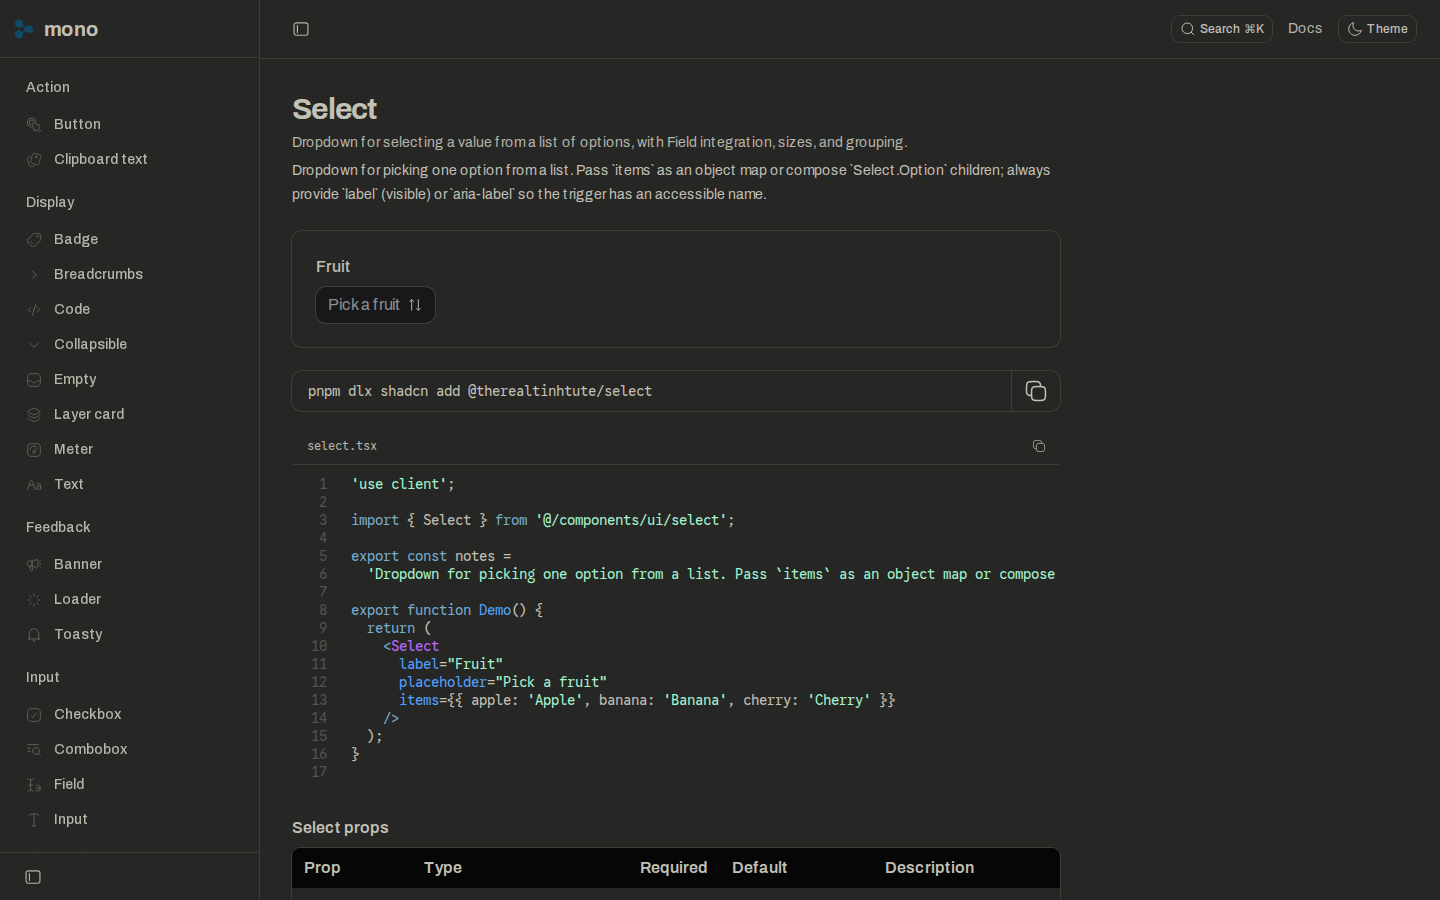 mono
Search ⌘K
Docs
Theme
Action
Button
Clipboard text
Display
Badge
Breadcrumbs
Code
Collapsible
Empty
Layer card
Meter
Text
Feedback
Banner
Loader
Toasty
Input
Checkbox
Combobox
Field
Input
Select
Dropdown for selecting a value from a list of options, with Field integration, sizes, and grouping.
Dropdown for picking one option from a list. Pass `items` as an object map or compose `Select.Option` children; always
provide `label` (visible) or `aria-label` so the trigger has an accessible name.
Fruit
Pick a fruit
pnpm dlx shadcn add @therealtinhtute/select
select.tsx
1 'use client';
2
3 import { Select } from '@/components/ui/select';
4
5 export const notes =
6 'Dropdown for picking one option from a list. Pass `items` as an object map or compose
7
8 export function Demo() {
9 return (
10 <Select
11 label="Fruit"
12 placeholder="Pick a fruit"
13 items={{ apple: 'Apple', banana: 'Banana', cherry: 'Cherry' }}
14 />
15 );
16 }
17
Select props
Prop Type Required Default Description